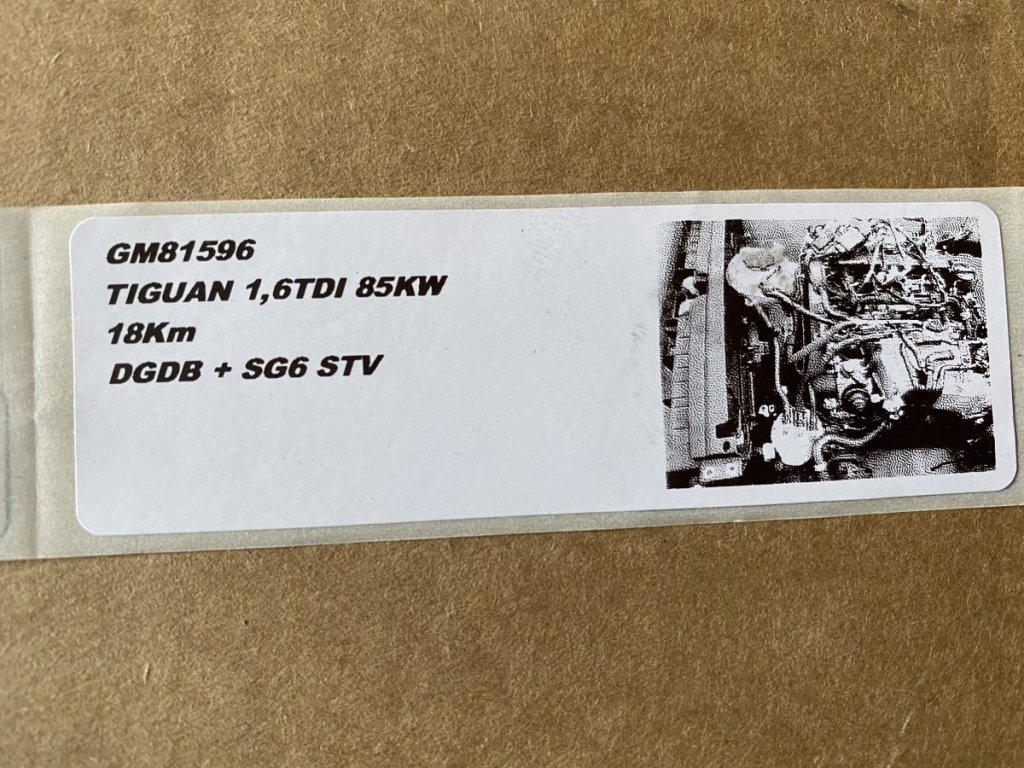 GM81596
TIGUAN 1,6TDI 85KW
18Km
DGDB + SG6 STV